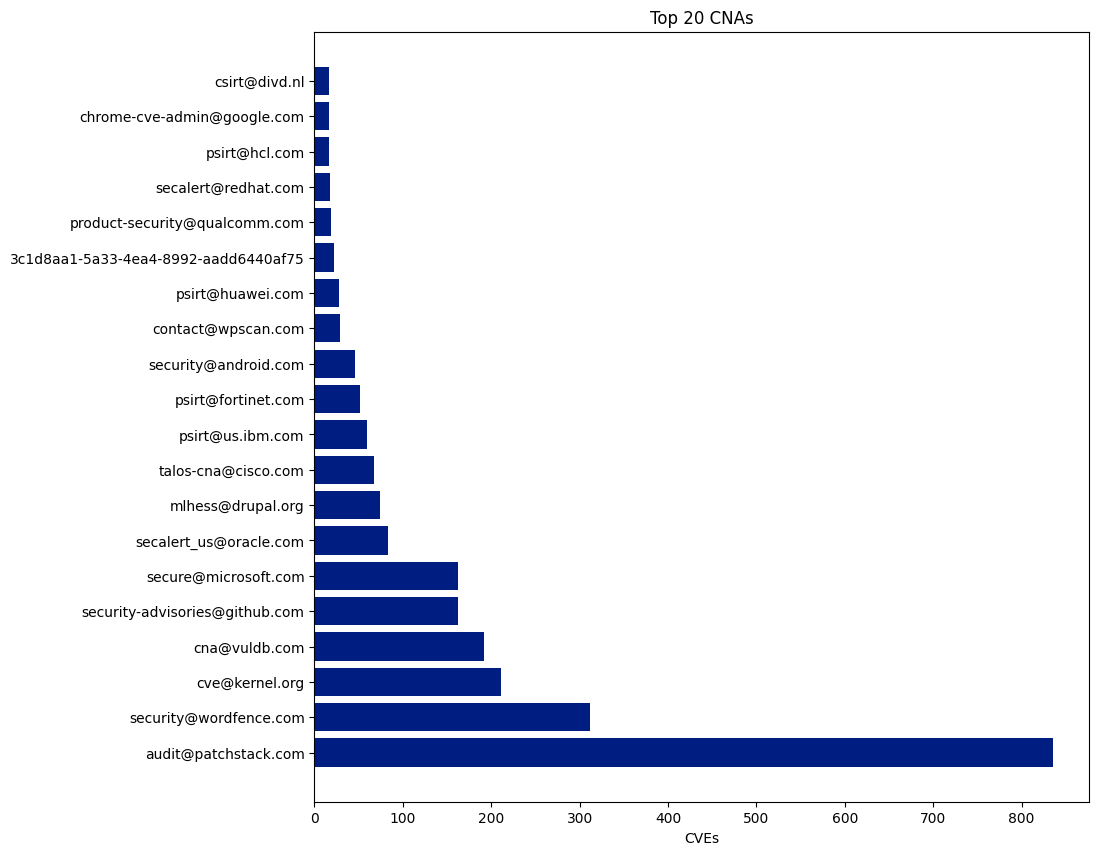 Top 20 CNAs
csirt@divd.nl
chrome-cve-admin@google.com
psirt@hcl.com
secalert@redhat.com
product-security@qualcomm.com
3c1d8aa1-5a33-4ea4-8992-aadd6440af75
psirt@huawei.com
contact@wpscan.com
security@android.com
psirt@fortinet.com
psirt@us.ibm.com
talos-cna@cisco.com
mlhess@drupal.org
secalert_us@oracle.com
secure@microsoft.com
security-advisories@github.com
cna@vuldb.com
cve@kernel.org
security@wordfence.com
audit@patchstack.com
0 100 200 300 400 500 600 700 800
CVEs